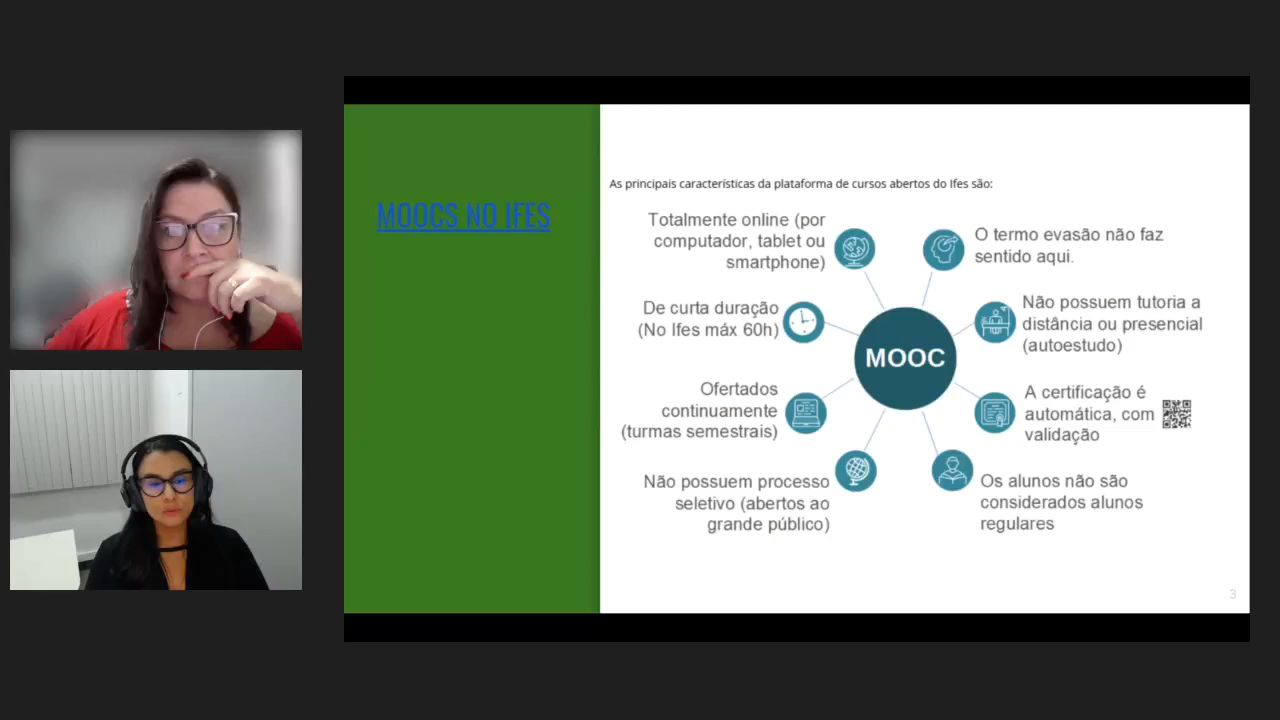 MOOCS NO IFES
As principais características da plataforma de cursos abertos do Ifes são:
Totalmente online (por
computador, tablet ou
smartphone)
O termo evasão não faz
sentido aqui.
De curta duração
(No Ifes máx 60h)
Não possuem tutoria a
distância ou presencial
(autoestudo)
MOOC
Ofertados
continuamente
(turmas semestrais)
A certificação é
automática, com
validação
Não possuem processo
seletivo (abertos ao
grande público)
Os alunos não são
considerados alunos
regulares
3